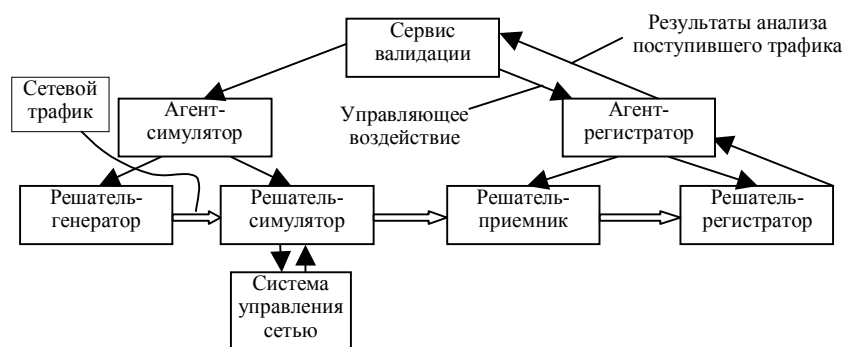 Результаты анализа
поступившего трафика
Сервис
валидации
Сетевой
трафик
Агент-
симулятор
Управляющее
воздействие
Агент-
регистратор
Решатель-
генератор
Решатель-
симулятор
Решатель-
приемник
Решатель-
регистратор
Система
управления
сетью